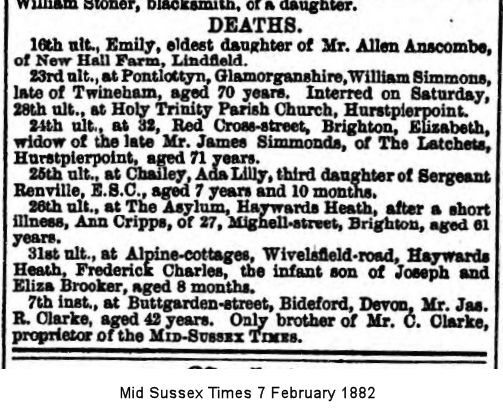 William Stoner, blacksmith, of a daughter.
DEATHS.
16th ult., Emily, eldest daughter of Mr. Allen Anscombe,
of New Hall Farm, Lindfield.
23rd ult., at Pontlottyn, Glamorganshire, William Simmons,
late of Twineham, aged 70 years. Interred on Saturday,
28th ult., at Holy Trinity Parish Church, Hurstpierpoint.
24th ult., at 32, Red Cross-street, Brighton, Elizabeth,
widow of the late Mr. James Simmonds, of The Latchets,
Hurstpierpoint, aged 71 years.
25th ult., at Chailey, Ada Lilly, third daughter of Sergeant
Renville, E.S.C., aged 7 years and 10 months.
26th ult., at The Asylum, Haywards Heath, after a short
illness, Ann Cripps, of 27, Mighell-street, Brighton, aged 61
years.
31st ult., at Alpine-cottages, Wivelsfield-road, Haywards
Heath, Frederick Charles, the infant son of Joseph and
Eliza Brooker, aged 8 months.
7th inst., at Buttgarden-street, Bideford, Devon, Mr. Jas.
R. Clarke, aged 42 years. Only brother of Mr. C. Clarke,
proprietor of the MID-SUSSEX TIMES.
Mid Sussex Times 7 February 1882